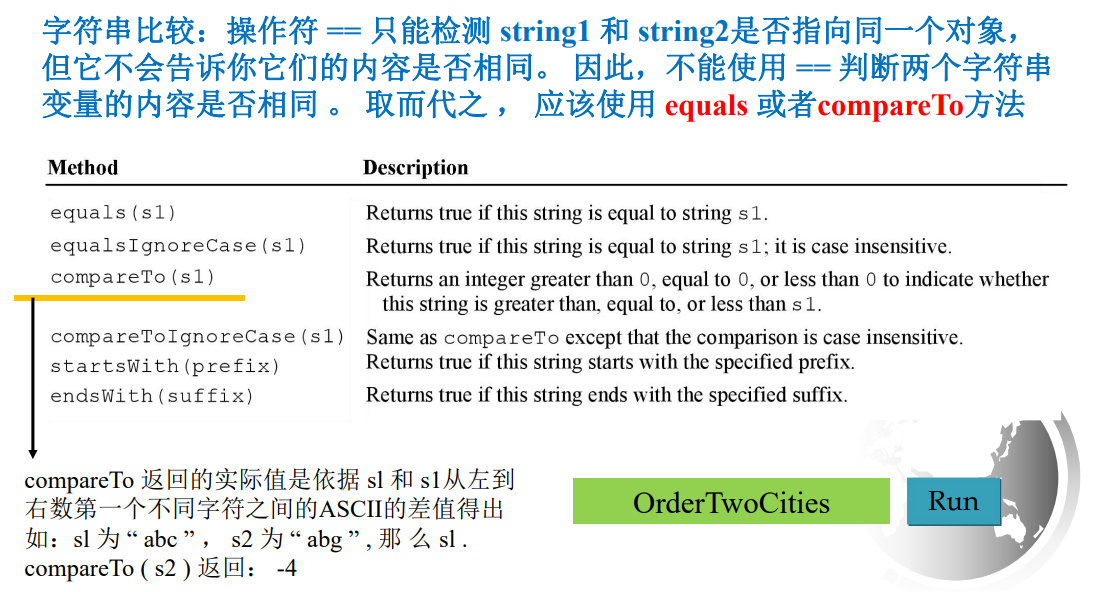 字符串比较：操作符 == 只能检测 string1 和 string2是否指向同一个对象，
但它不会告诉你它们的内容是否相同。 因此，不能使用 == 判断两个字符串
变量的内容是否相同 。 取而代之 ， 应该使用 equals 或者compareTo方法
Method Description
equals(s1) Returns true if this string is equal to string s1.
equalsIgnoreCase(s1) Returns true if this string is equal to string s1; it is case insensitive.
compareTo(s1) Returns an integer greater than 0, equal to 0, or less than 0 to indicate whether
this string is greater than, equal to, or less than s1.
compareToIgnoreCase(s1) Same as compareTo except that the comparison is case insensitive.
startsWith(prefix) Returns true if this string starts with the specified prefix.
endsWith(suffix) Returns true if this string ends with the specified suffix.
compareTo 返回的实际值是依据 sl 和 s1从左到
右数第一个不同字符之间的ASCII的差值得出
如：sl 为 “ abc ” ， s2 为 “ abg ” , 那 么 sl .
compareTo ( s2 ) 返回： -4
OrderTwoCities
Run